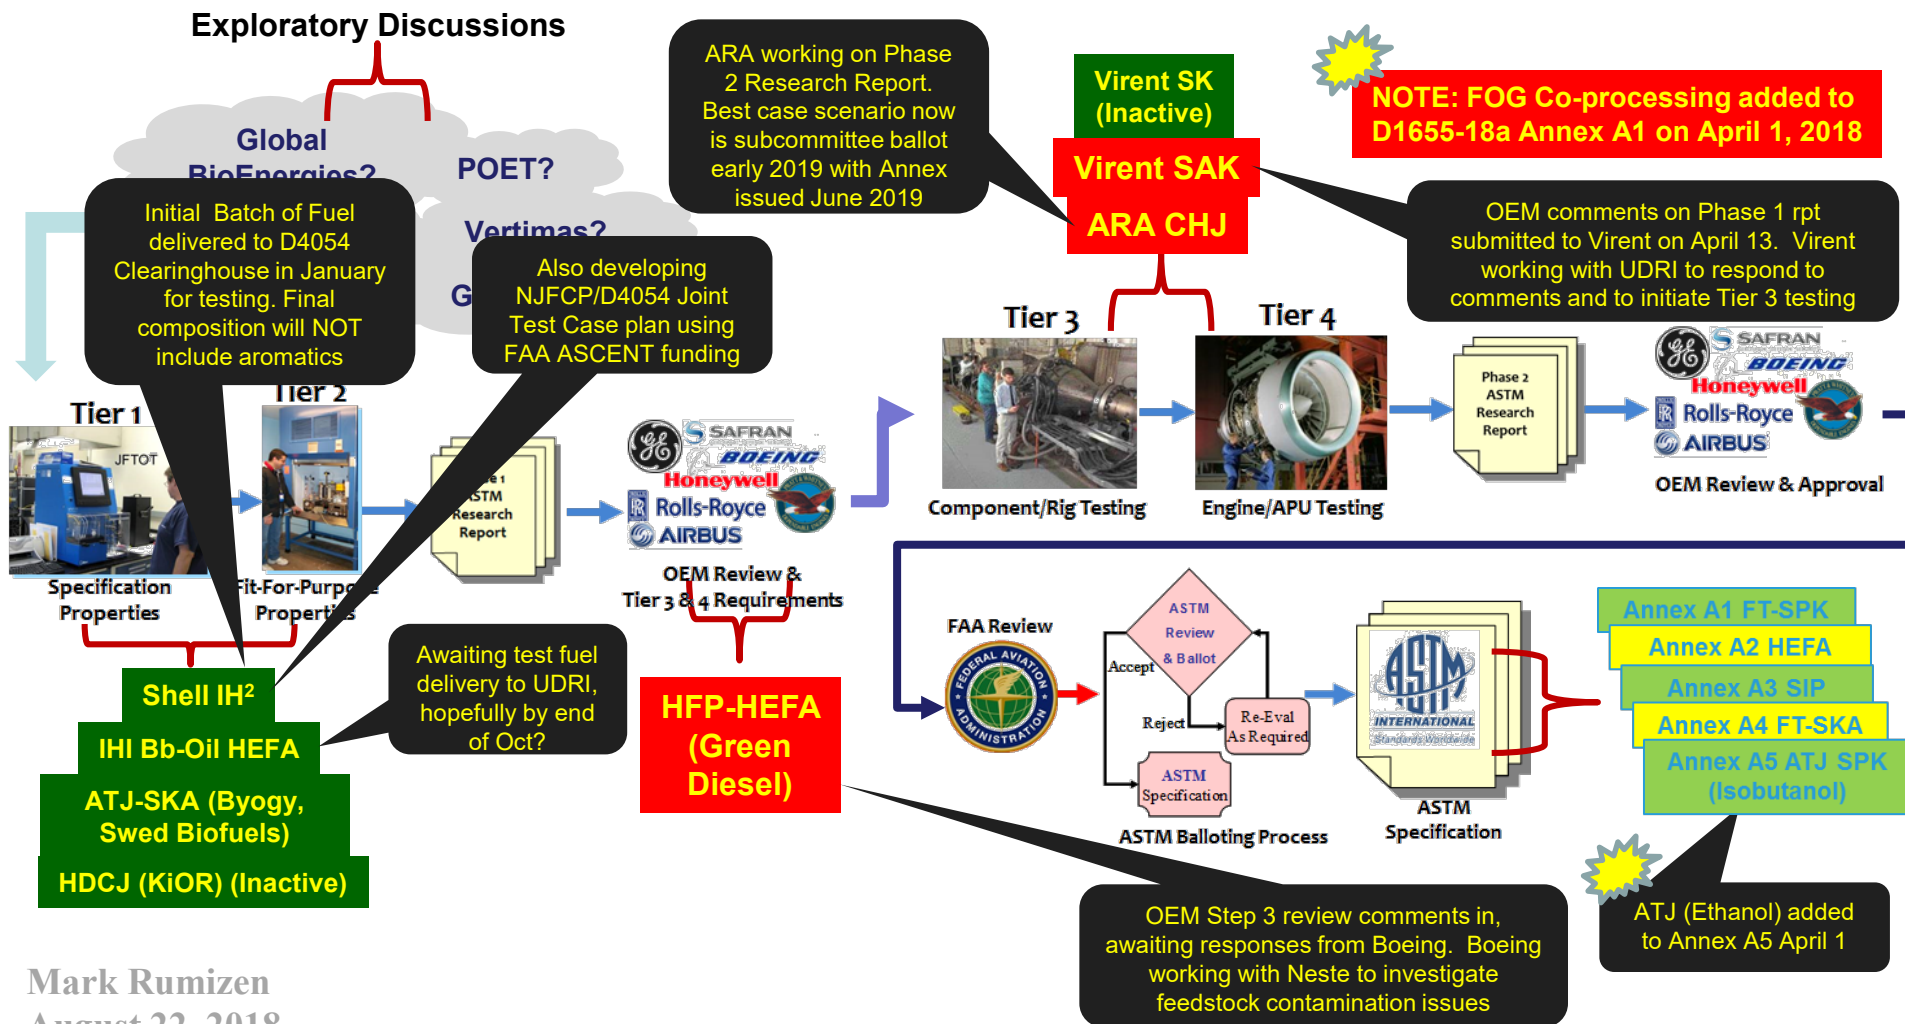 Exploratory Discussions
Global
BioEnergies?
POET?
Vertimas?
Initial Batch of Fuel
delivered to D4054
Clearinghouse in January
for testing. Final
composition will NOT
include aromatics
Also developing
NJFCP/D4054 Joint
Test Case plan using
FAA ASCENT funding
ARA working on Phase
2 Research Report.
Best case scenario now
is subcommittee ballot
early 2019 with Annex
issued June 2019
Virent SK
(Inactive)
Virent SAK
ARA CHJ
NOTE: FOG Co-processing added to
D1655-18a Annex A1 on April 1, 2018
OEM comments on Phase 1 rpt
submitted to Virent on April 13. Virent
working with UDRI to respond to
comments and to initiate Tier 3 testing
Tier 1
JFTOT
Specification
Properties
Tier 2
Fit-For-Purpose
Properties
1
ASTM
Research
Report
GE
SAFRAN
BOEING
Honeywell
Rolls-Royce
AIRBUS
OEM Review &
Tier 3 & 4 Requirements
Tier 3
Component/Rig Testing
Tier 4
Engine/APU Testing
Phase 2
ASTM
Research
Report
GE
SAFRAN
BOEING
Honeywell
Rolls-Royce
AIRBUS
OEM Review & Approval
Shell IH²
IHI Bb-Oil HEFA
ATJ-SKA (Byogy,
Swed Biofuels)
HDCJ (KiOR) (Inactive)
Awaiting test fuel
delivery to UDRI,
hopefully by end
of Oct?
HFP-HEFA
(Green
Diesel)
FAA Review
FEDERAL AVIATION
ADMINISTRATION
ASTM
Review
& Ballot
Accept
Reject
Re-Eval
As Required
ASTM
Specification
ASTM Balloting Process
ASTM
INTERNATIONAL
Standards Worldwide
ASTM
Specification
Annex A1 FT-SPK
Annex A2 HEFA
Annex A3 SIP
Annex A4 FT-SKA
Annex A5 ATJ SPK
(Isobutanol)
OEM Step 3 review comments in,
awaiting responses from Boeing. Boeing
working with Neste to investigate
feedstock contamination issues
ATJ (Ethanol) added
to Annex A5 April 1
Mark Rumizen
August 22, 2018